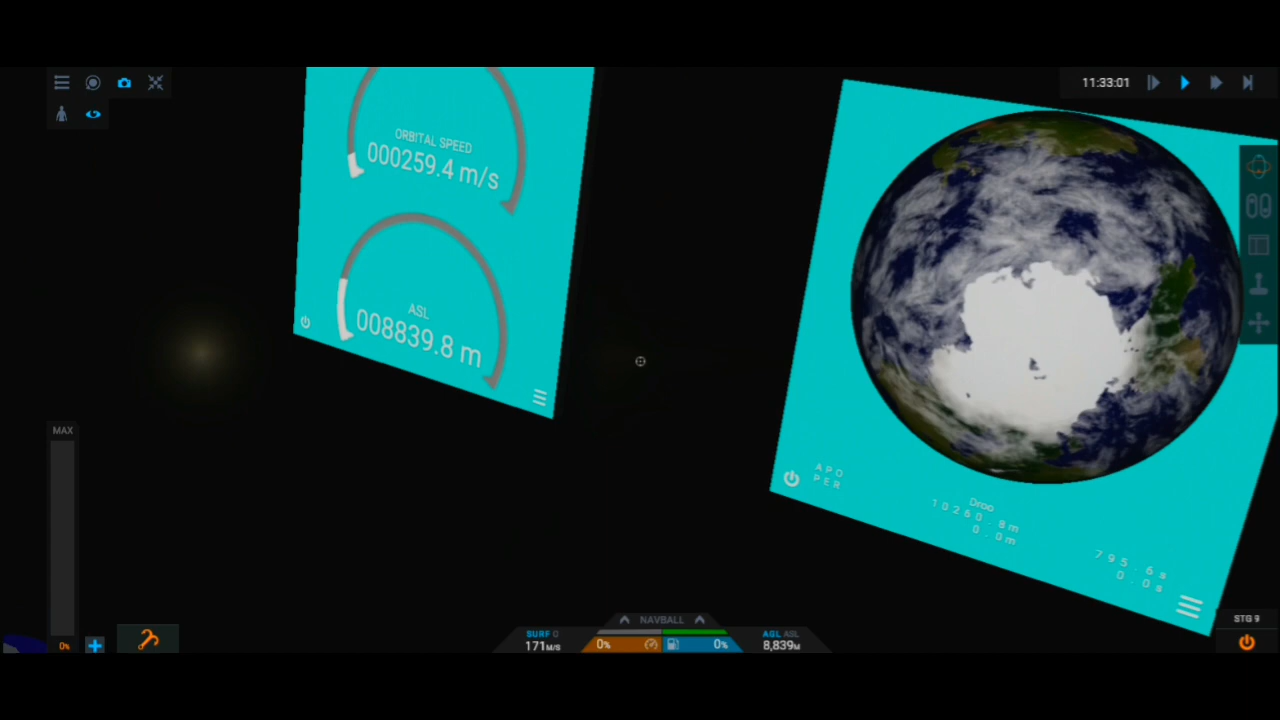 11:33:01
ORBITAL SPEED
000259.4 m/s
ASL
008839.8 m
APO
PER
Droo
10260.8m
0.0m
795.6s
0.0s
MAX
0%
NAVBALL
SURF O
171M/S
0%
0%
AGL ASL
8,839M
STG 9